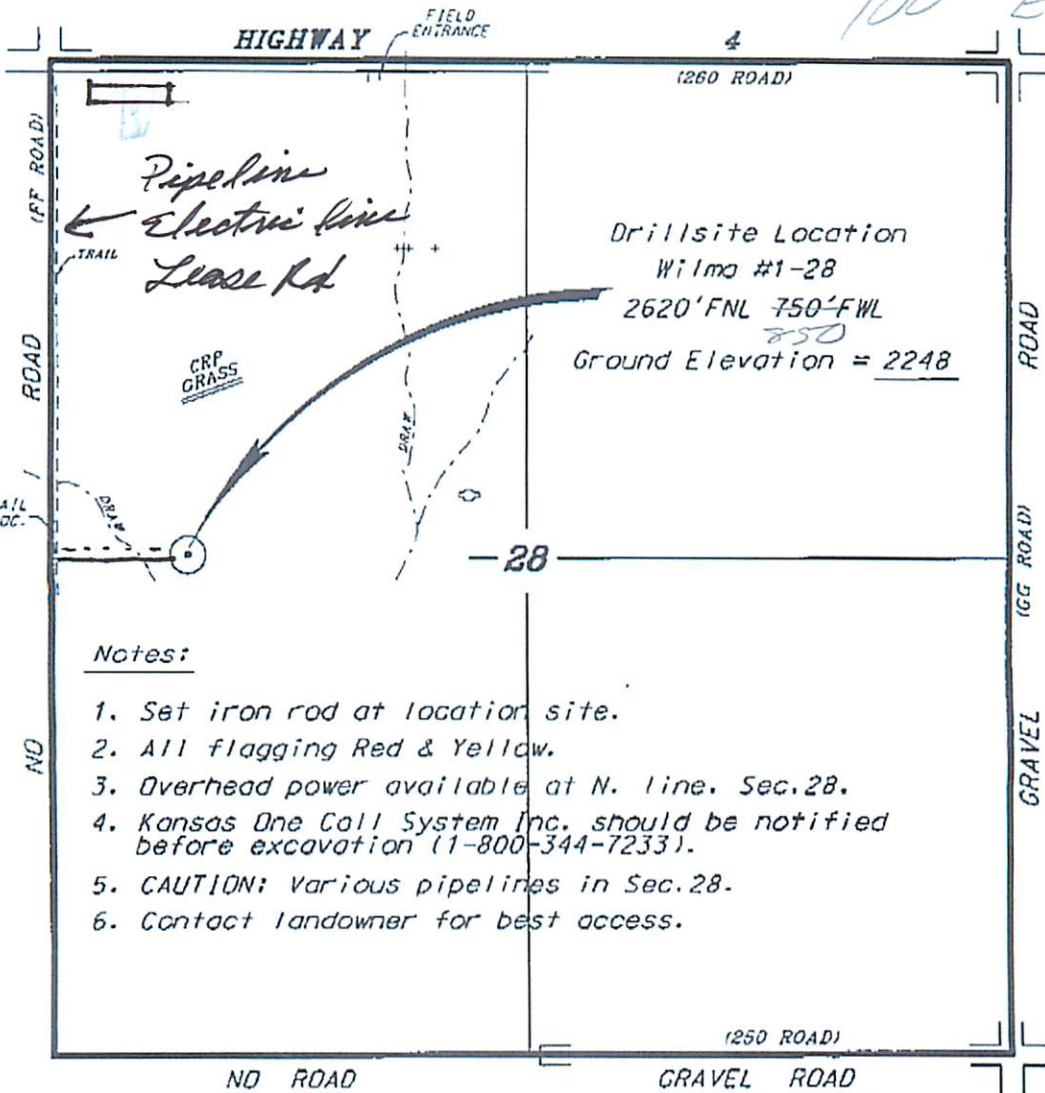 100' E
FIELD
ENTRANCE
HIGHWAY 4
(260 ROAD)
(FF ROAD)
Pipeline
← Electric line
Lease Rd
TRAIL
Drillsite Location
Wilma #1-28
2620' FNL 750' FWL
850
Ground Elevation = 2248
CRP
GRASS
ROAD
ROAD
DRAW
DRAW
28
(GG ROAD)
Notes:
1. Set iron rod at location site.
2. All flagging Red & Yellow.
3. Overhead power available at N. line. Sec.28.
4. Kansas One Call System Inc. should be notified
before excavation (1-800-344-7233).
5. CAUTION: Various pipelines in Sec.28.
6. Contact landowner for best access.
NO
GRAVEL
(250 ROAD)
NO ROAD
GRAVEL ROAD